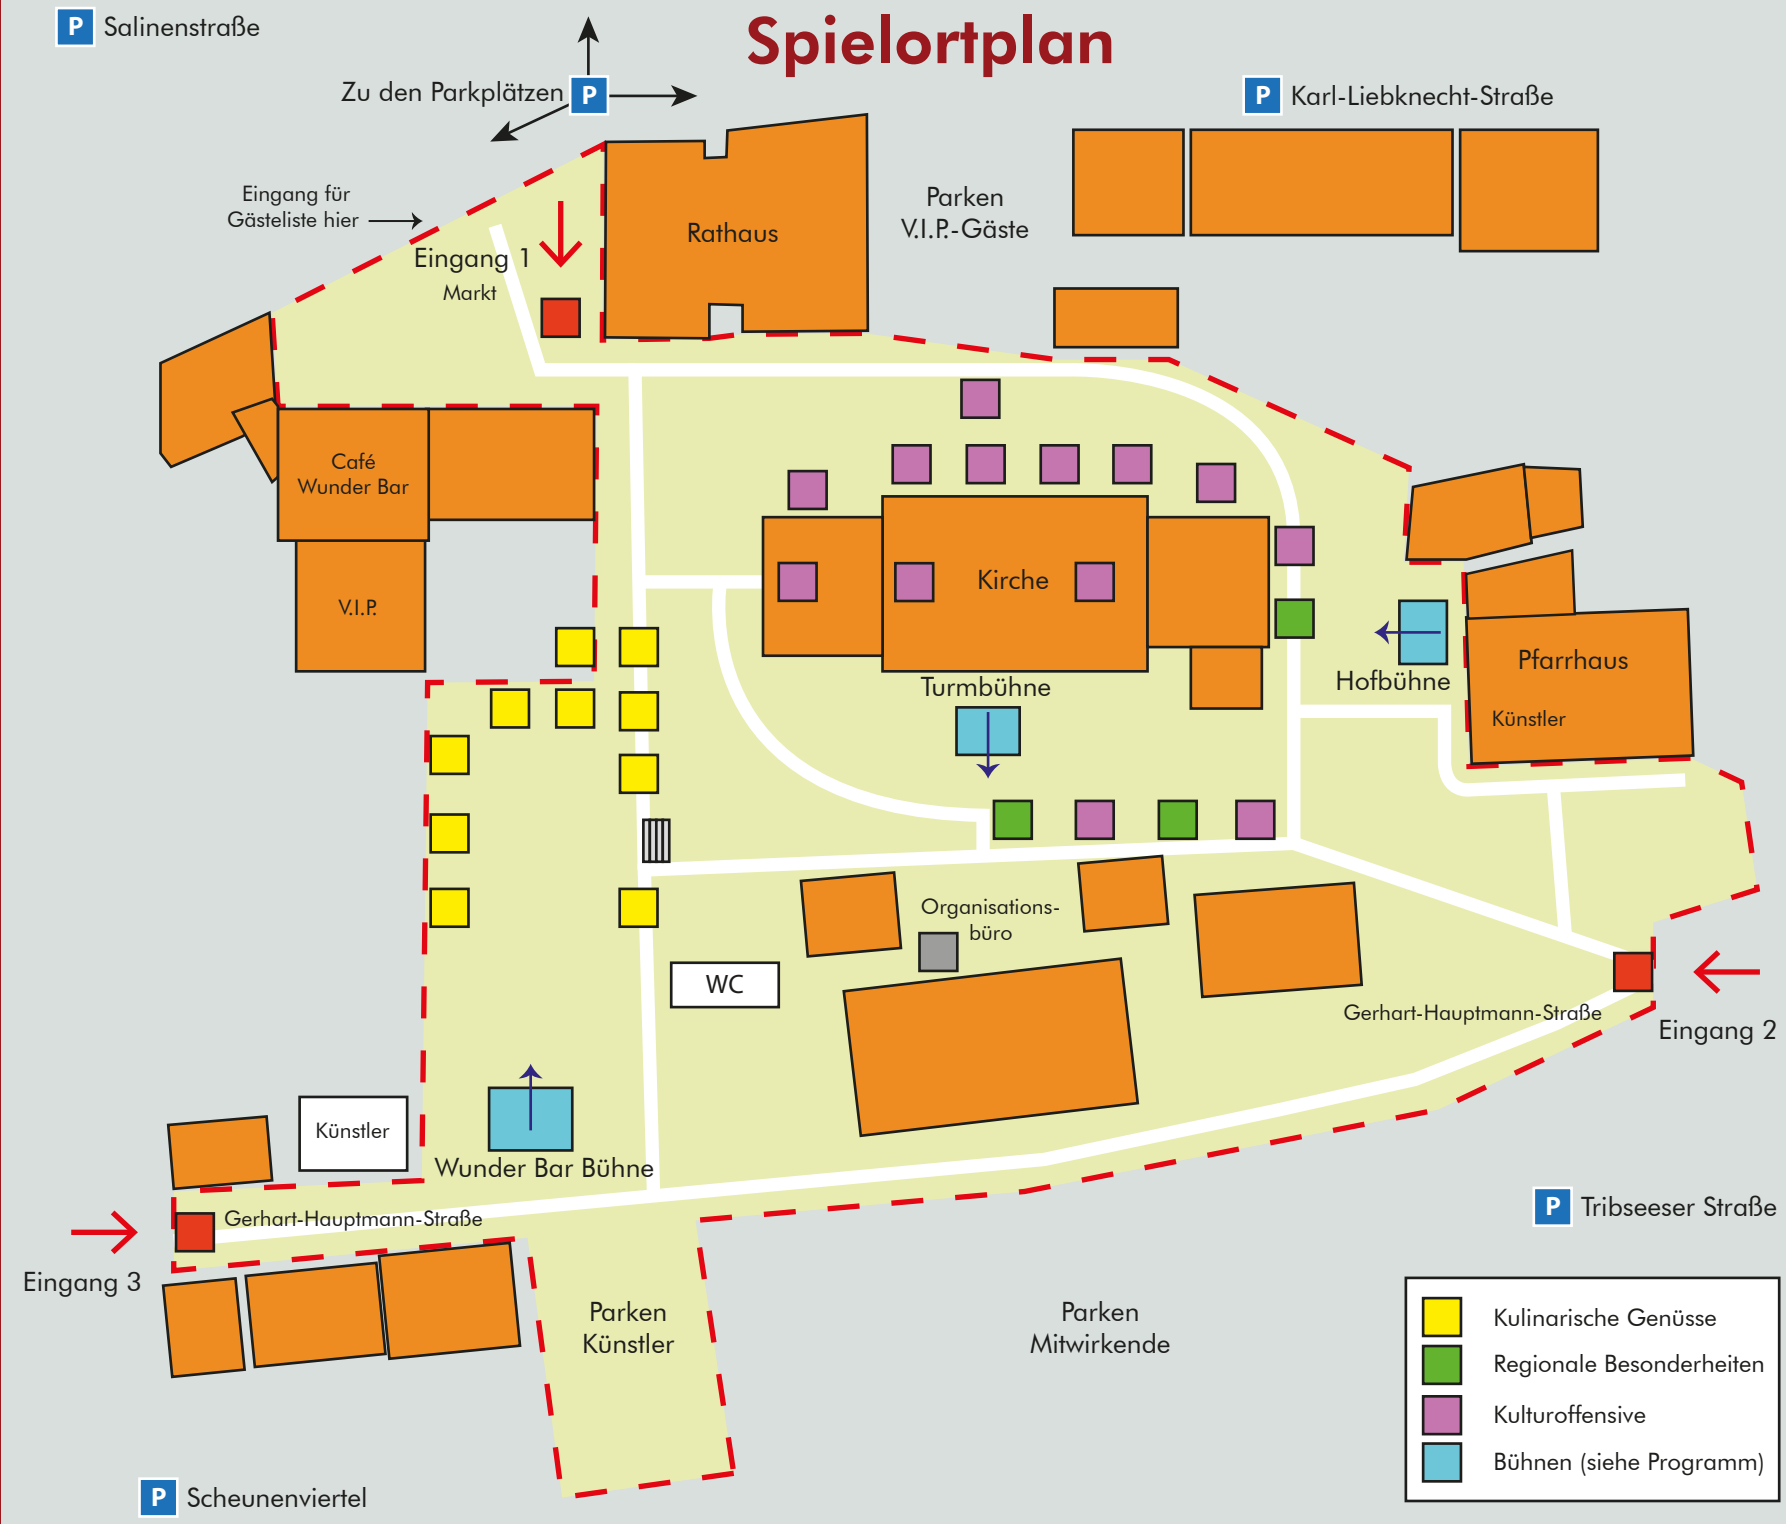 Spielortplan
P Salinenstraße
Zu den Parkplätzen P
P Karl-Liebknecht-Straße
Eingang für
Gästeliste hier
Eingang 1
Markt
Rathaus
Parken
V.I.P.-Gäste
Café
Wunder Bar
V.I.P.
Kirche
Turmbühne
Hofbühne
Pfarrhaus
Künstler
Organisations-
büro
WC
Gerhart-Hauptmann-Straße
Eingang 2
Künstler
Wunder Bar Bühne
Gerhart-Hauptmann-Straße
Eingang 3
P Tribseeser Straße
Parken
Künstler
Parken
Mitwirkende
Kulinarische Genüsse
Regionale Besonderheiten
Kulturoffensive
Bühnen (siehe Programm)
P Scheunenviertel